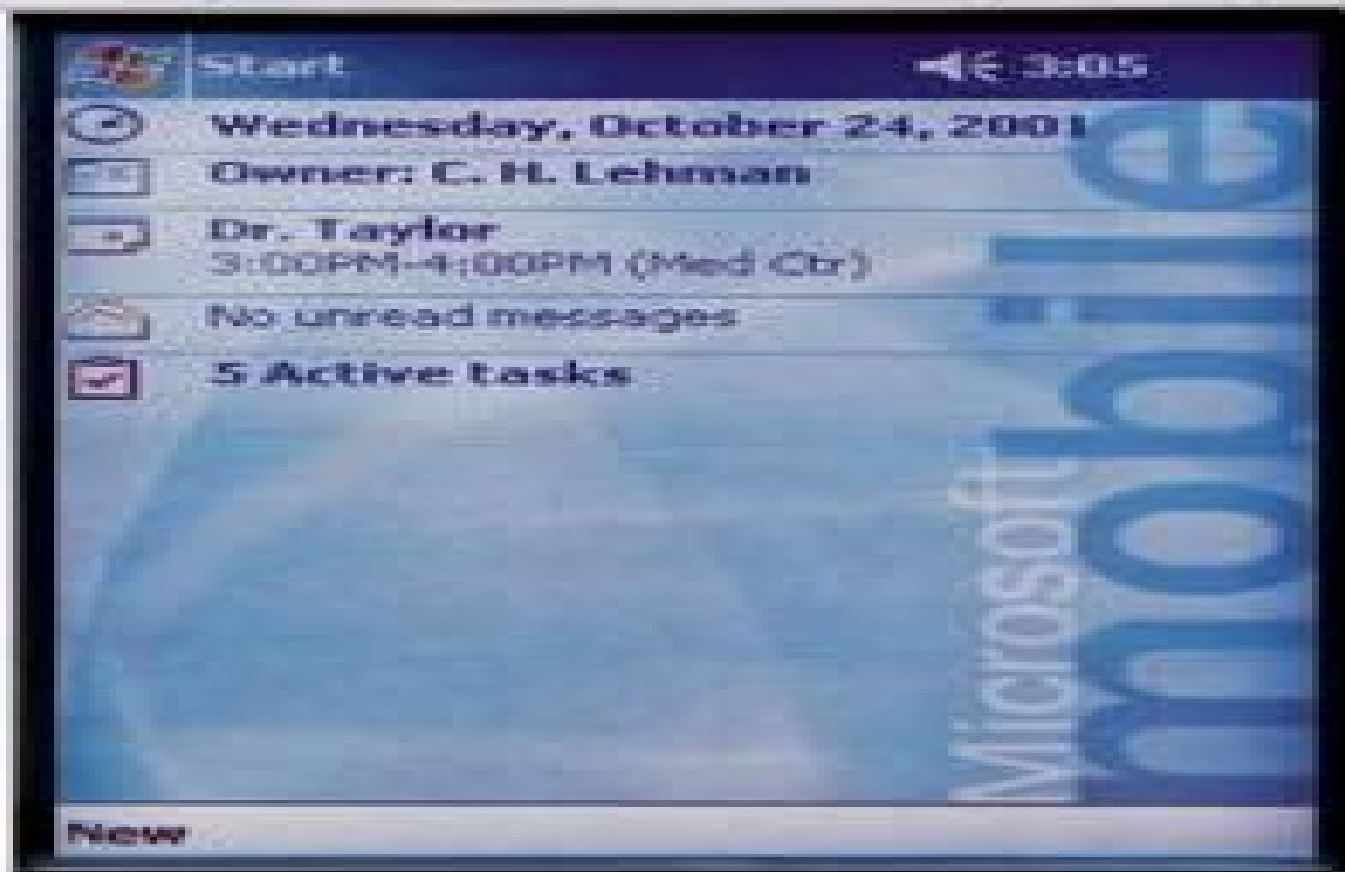 Start 3:05
Wednesday, October 24, 2001
Owner: C. H. Lehman
Dr. Taylor
3:00PM-4:00PM (Med Ctr)
No unread messages
5 Active tasks
Microsoft
mobile
New